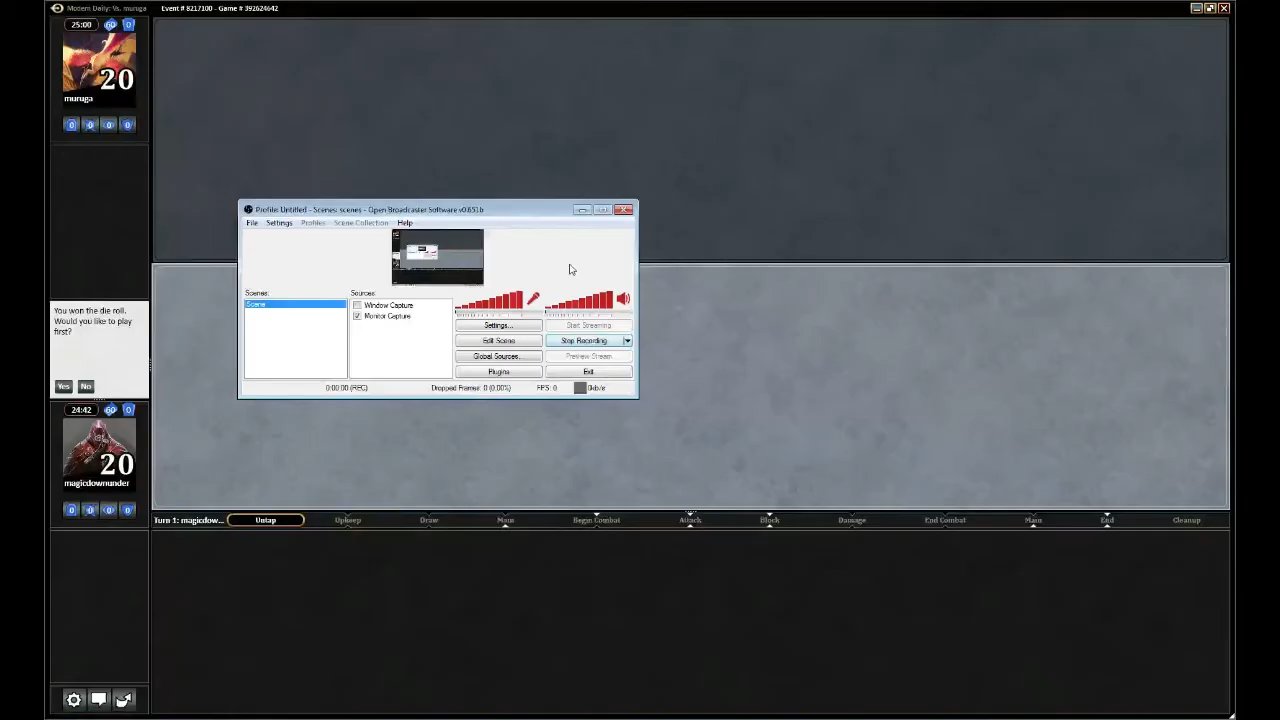 Modern Daily: Vs. muruga
Event # 8217100 - Game # 392624642
25:00
60
0
20
muruga
0 0 0 0
Profile: Untitled - Scenes: scenes - Open Broadcaster Software v0.651b
File Settings Profiles Scene Collection Help
Scenes:
Scene
Sources:
Window Capture
Monitor Capture
Settings...
Start Streaming
Edit Scene
Stop Recording
Global Sources...
Preview Stream
Plugins
Exit
0:00:00 (REC)
Dropped Frames: 0 (0.00%)
FPS: 0
0kb/s
You won the die roll.
Would you like to play
first?
Yes No
24:42
60
0
20
magicdownunder
0 0 0 0
Turn 1: magicdow...
Untap Upkeep Draw Main Begin Combat Attack Block Damage End Combat Main End Cleanup